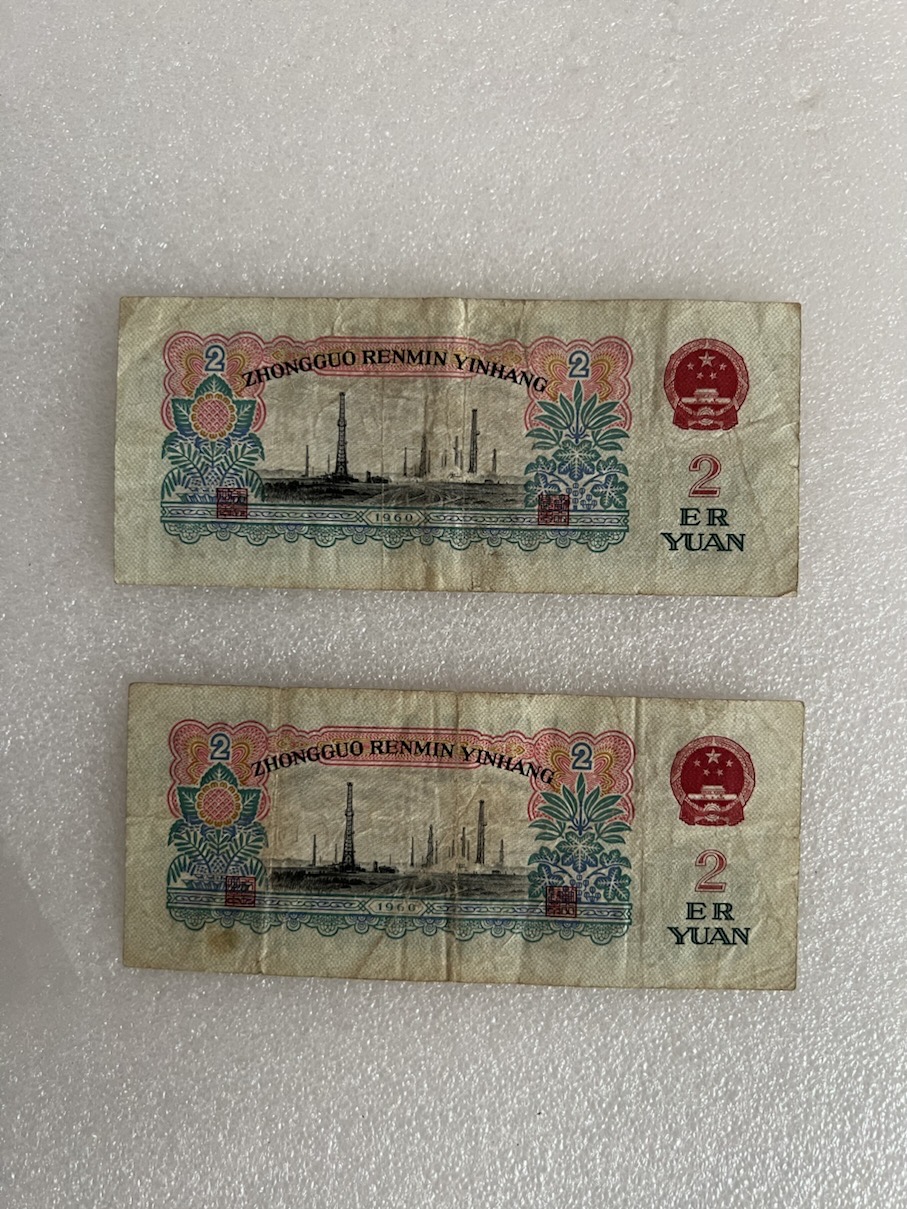 2 ZHONGGUO RENMIN YINHANG 2
2
ER
YUAN
1960
2 ZHONGGUO RENMIN YINHANG 2
2
ER
YUAN
1960